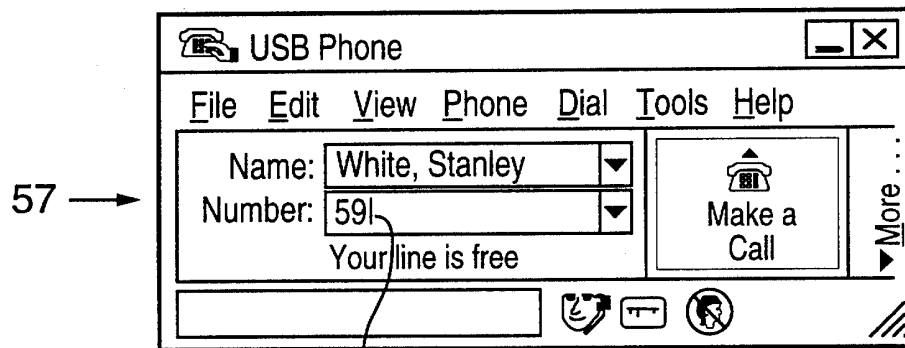 USB Phone
File Edit View Phone Dial Tools Help
Name: White, Stanley
Number: 59
Your line is free
Make a
Call
More...
57